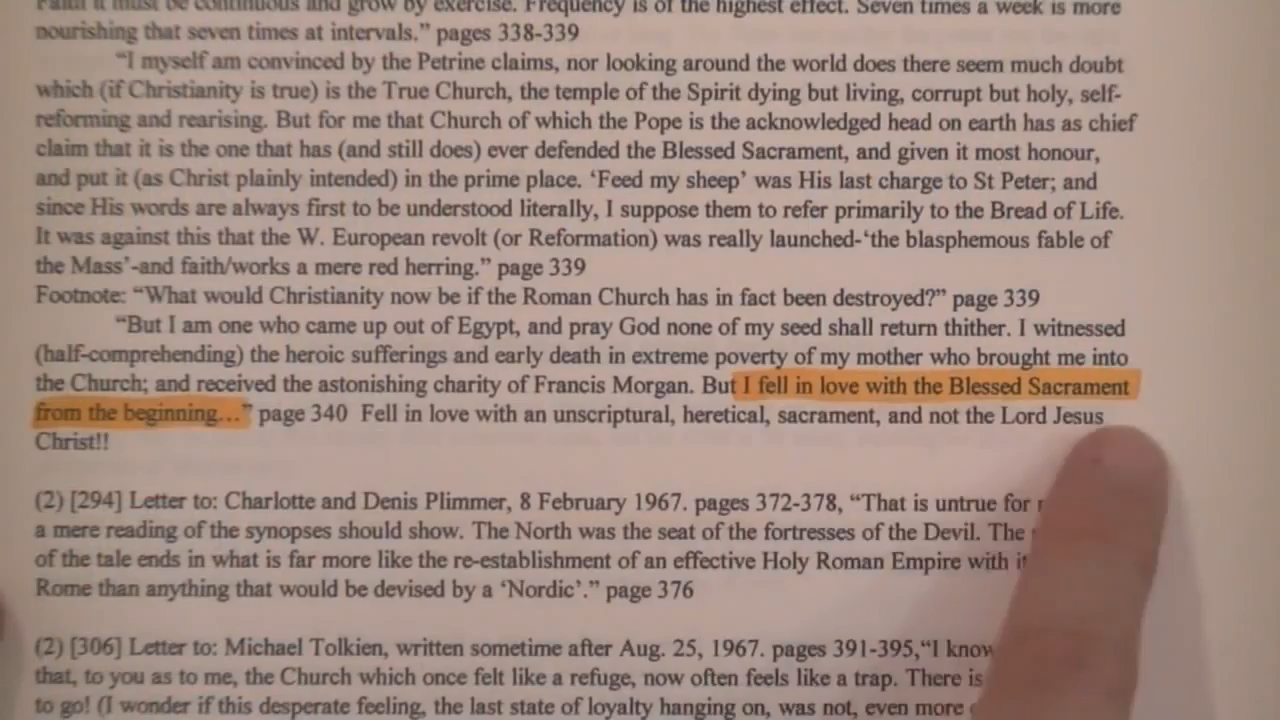 Faith it must be continuous and grow by exercise. Frequency is of the highest effect. Seven times a week is more
nourishing that seven times at intervals.” pages 338-339
“I myself am convinced by the Petrine claims, nor looking around the world does there seem much doubt
which (if Christianity is true) is the True Church, the temple of the Spirit dying but living, corrupt but holy, self-
reforming and rearising. But for me that Church of which the Pope is the acknowledged head on earth has as chief
claim that it is the one that has (and still does) ever defended the Blessed Sacrament, and given it most honour,
and put it (as Christ plainly intended) in the prime place. ‘Feed my sheep’ was His last charge to St Peter; and
since His words are always first to be understood literally, I suppose them to refer primarily to the Bread of Life.
It was against this that the W. European revolt (or Reformation) was really launched-‘the blasphemous fable of
the Mass’-and faith/works a mere red herring.” page 339
Footnote: “What would Christianity now be if the Roman Church has in fact been destroyed?” page 339
“But I am one who came up out of Egypt, and pray God none of my seed shall return thither. I witnessed
(half-comprehending) the heroic sufferings and early death in extreme poverty of my mother who brought me into
the Church; and received the astonishing charity of Francis Morgan. But I fell in love with the Blessed Sacrament
from the beginning...” page 340 Fell in love with an unscriptural, heretical, sacrament, and not the Lord Jesus
Christ!!
(2) [294] Letter to: Charlotte and Denis Plimmer, 8 February 1967. pages 372-378, “That is untrue for
a mere reading of the synopses should show. The North was the seat of the fortresses of the Devil. The
of the tale ends in what is far more like the re-establishment of an effective Holy Roman Empire with
Rome than anything that would be devised by a ‘Nordic’.” page 376
(2) [306] Letter to: Michael Tolkien, written sometime after Aug. 25, 1967. pages 391-395,“I know
that, to you as to me, the Church which once felt like a refuge, now often feels like a trap. There is
to go! (I wonder if this desperate feeling, the last state of loyalty hanging on, was not, even more